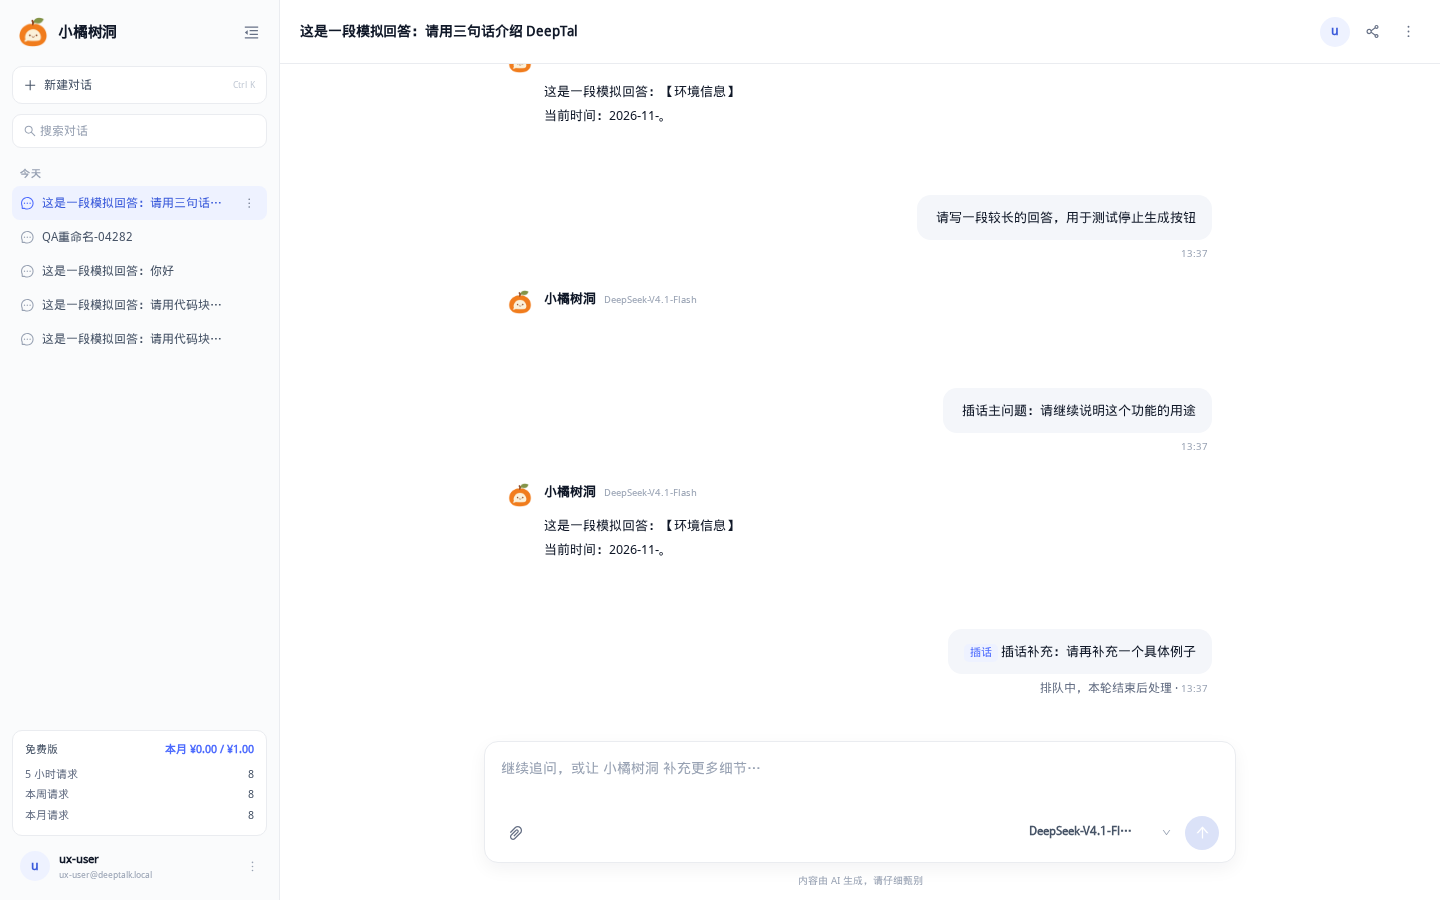 小橘树洞
新建对话
Ctrl K
搜索对话
今天
这是一段模拟回答：请用三句话…
QA重命名-04282
这是一段模拟回答：你好
这是一段模拟回答：请用代码块…
这是一段模拟回答：请用代码块…
免费版
本月 ¥0.00 / ¥1.00
5 小时请求
8
本周请求
8
本月请求
8
u
ux-user
ux-user@deeptalk.local
这是一段模拟回答：请用三句话介绍 DeepTal
u
这是一段模拟回答：【环境信息】
当前时间：2026-11-。
请写一段较长的回答，用于测试停止生成按钮
13:37
小橘树洞 DeepSeek-V4.1-Flash
插话主问题：请继续说明这个功能的用途
13:37
小橘树洞 DeepSeek-V4.1-Flash
这是一段模拟回答：【环境信息】
当前时间：2026-11-。
插话 插话补充：请再补充一个具体例子
排队中，本轮结束后处理 · 13:37
继续追问，或让 小橘树洞 补充更多细节…
DeepSeek-V4.1-Fl…
内容由 AI 生成，请仔细甄别